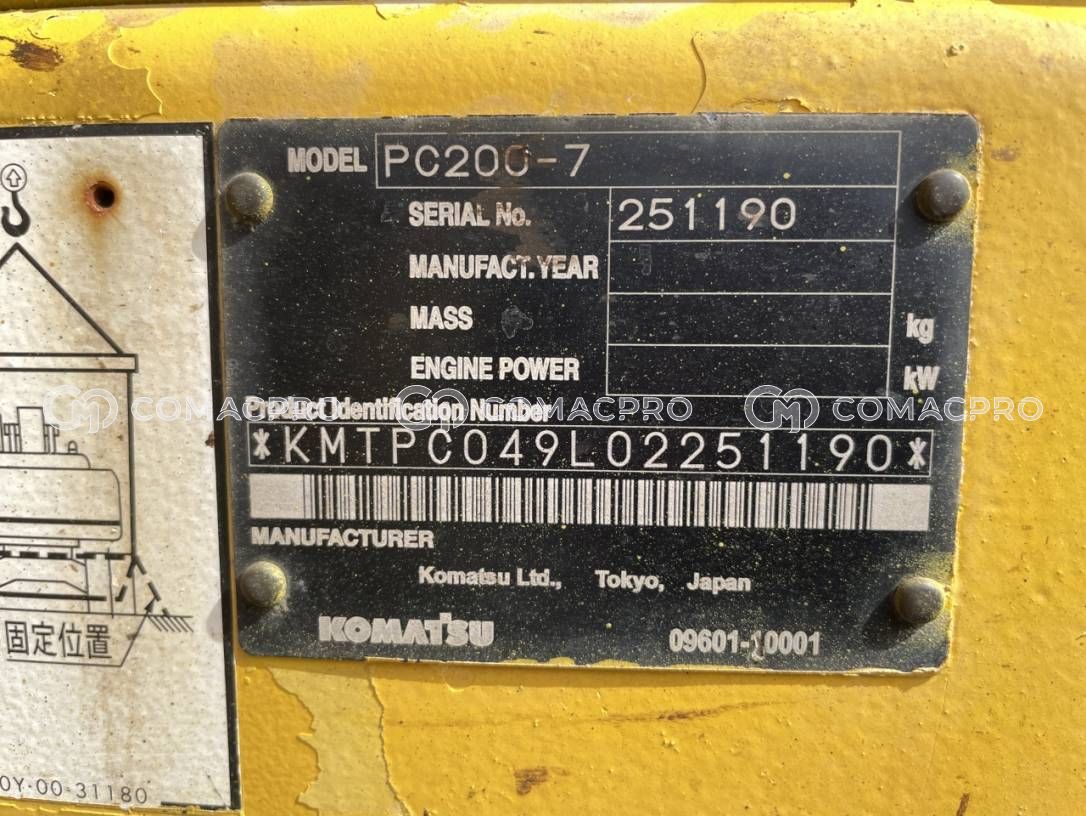 MODEL PC200-7
SERIAL No. 251190
MANUFACT.YEAR
MASS kg
ENGINE POWER kW
COMACPRO COMACPRO COMACPRO
Product Identification Number
*KMTPC049L02251190*
MANUFACTURER
Komatsu Ltd., Tokyo, Japan
KOMATSU 09601-10001
固定位置
0Y-00-31180